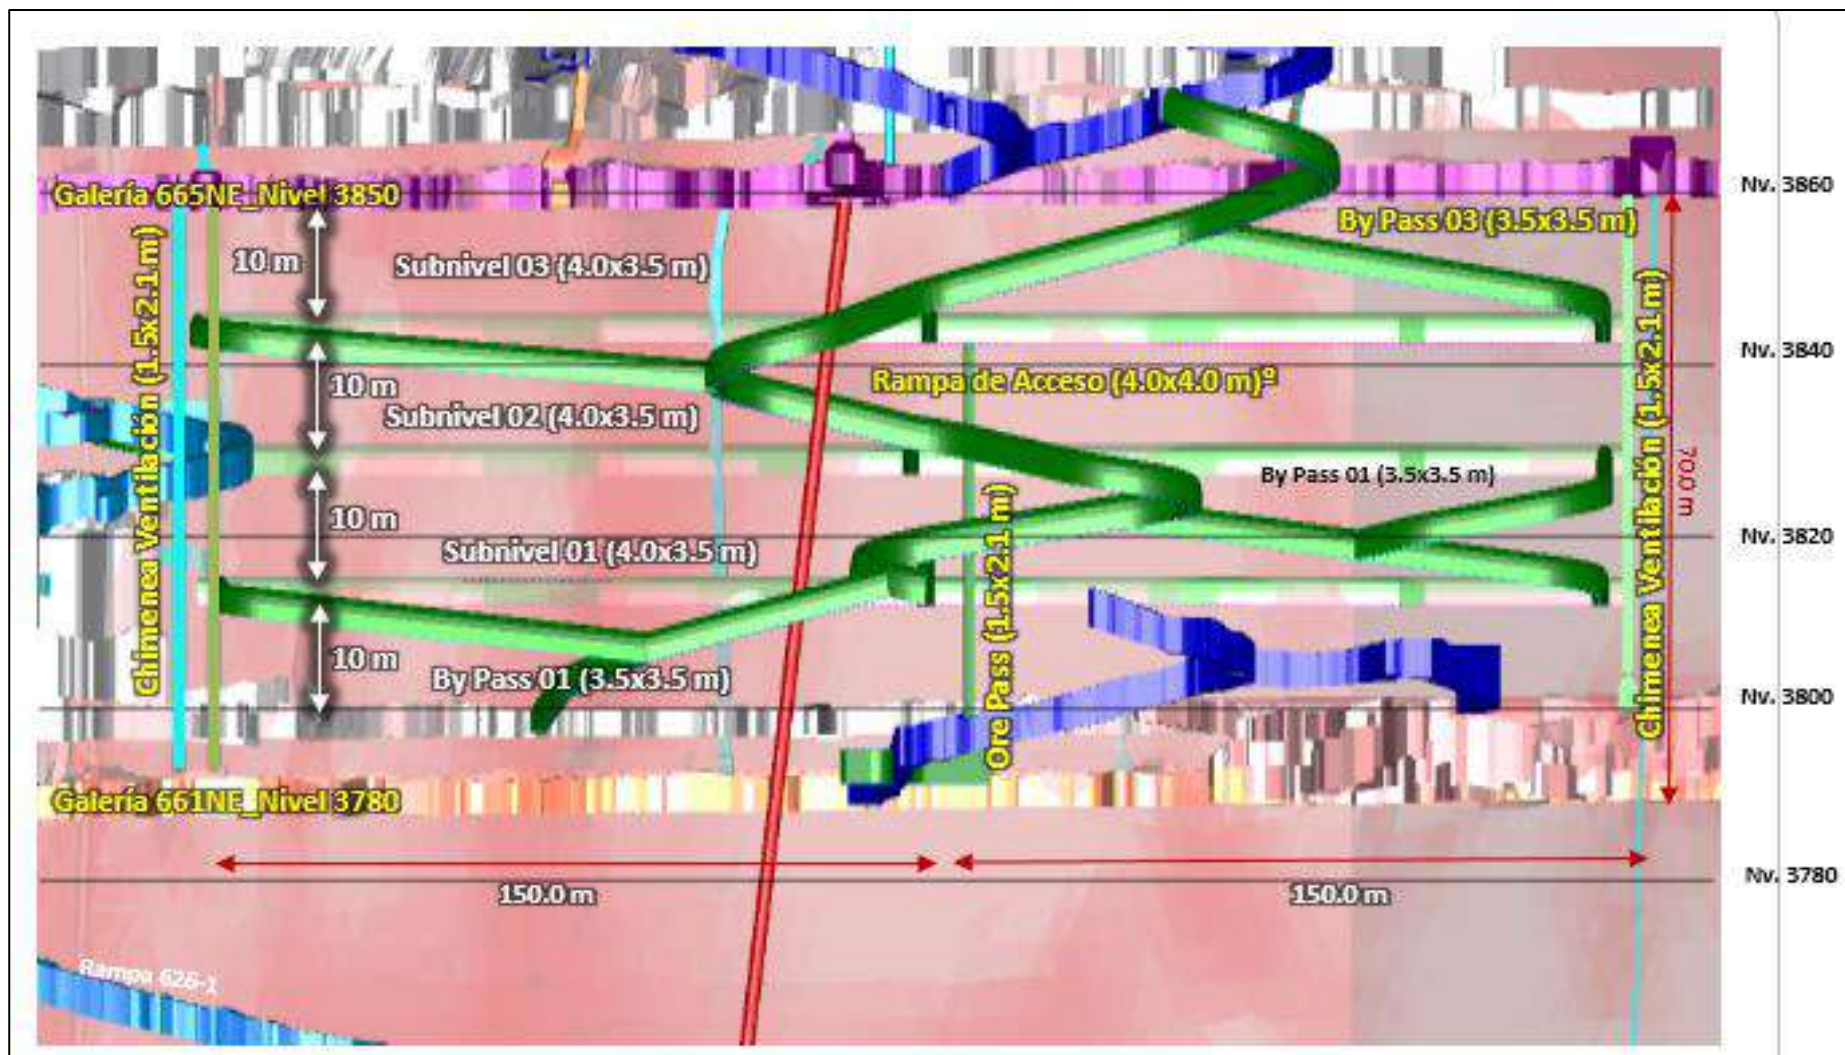 Nv. 3860
Galería 665NE_Nivel 3850
By Pass 03 (3.5x3.5 m)
10 m
Subnivel 03 (4.0x3.5 m)
Chimenea Ventilación (1.5x2.1 m)
Chimenea Ventilación (1.5x2.1 m)
Nv. 3840
10 m
Rampa de Acceso (4.0x4.0 m)º
Subnivel 02 (4.0x3.5 m)
By Pass 01 (3.5x3.5 m)
70.0 m
10 m
Nv. 3820
Subnivel 01 (4.0x3.5 m)
Ore Pass (1.5x2.1 m)
10 m
By Pass 01 (3.5x3.5 m)
Nv. 3800
Galería 661NE_Nivel 3780
Nv. 3780
150.0 m
150.0 m
Rampa 626-1